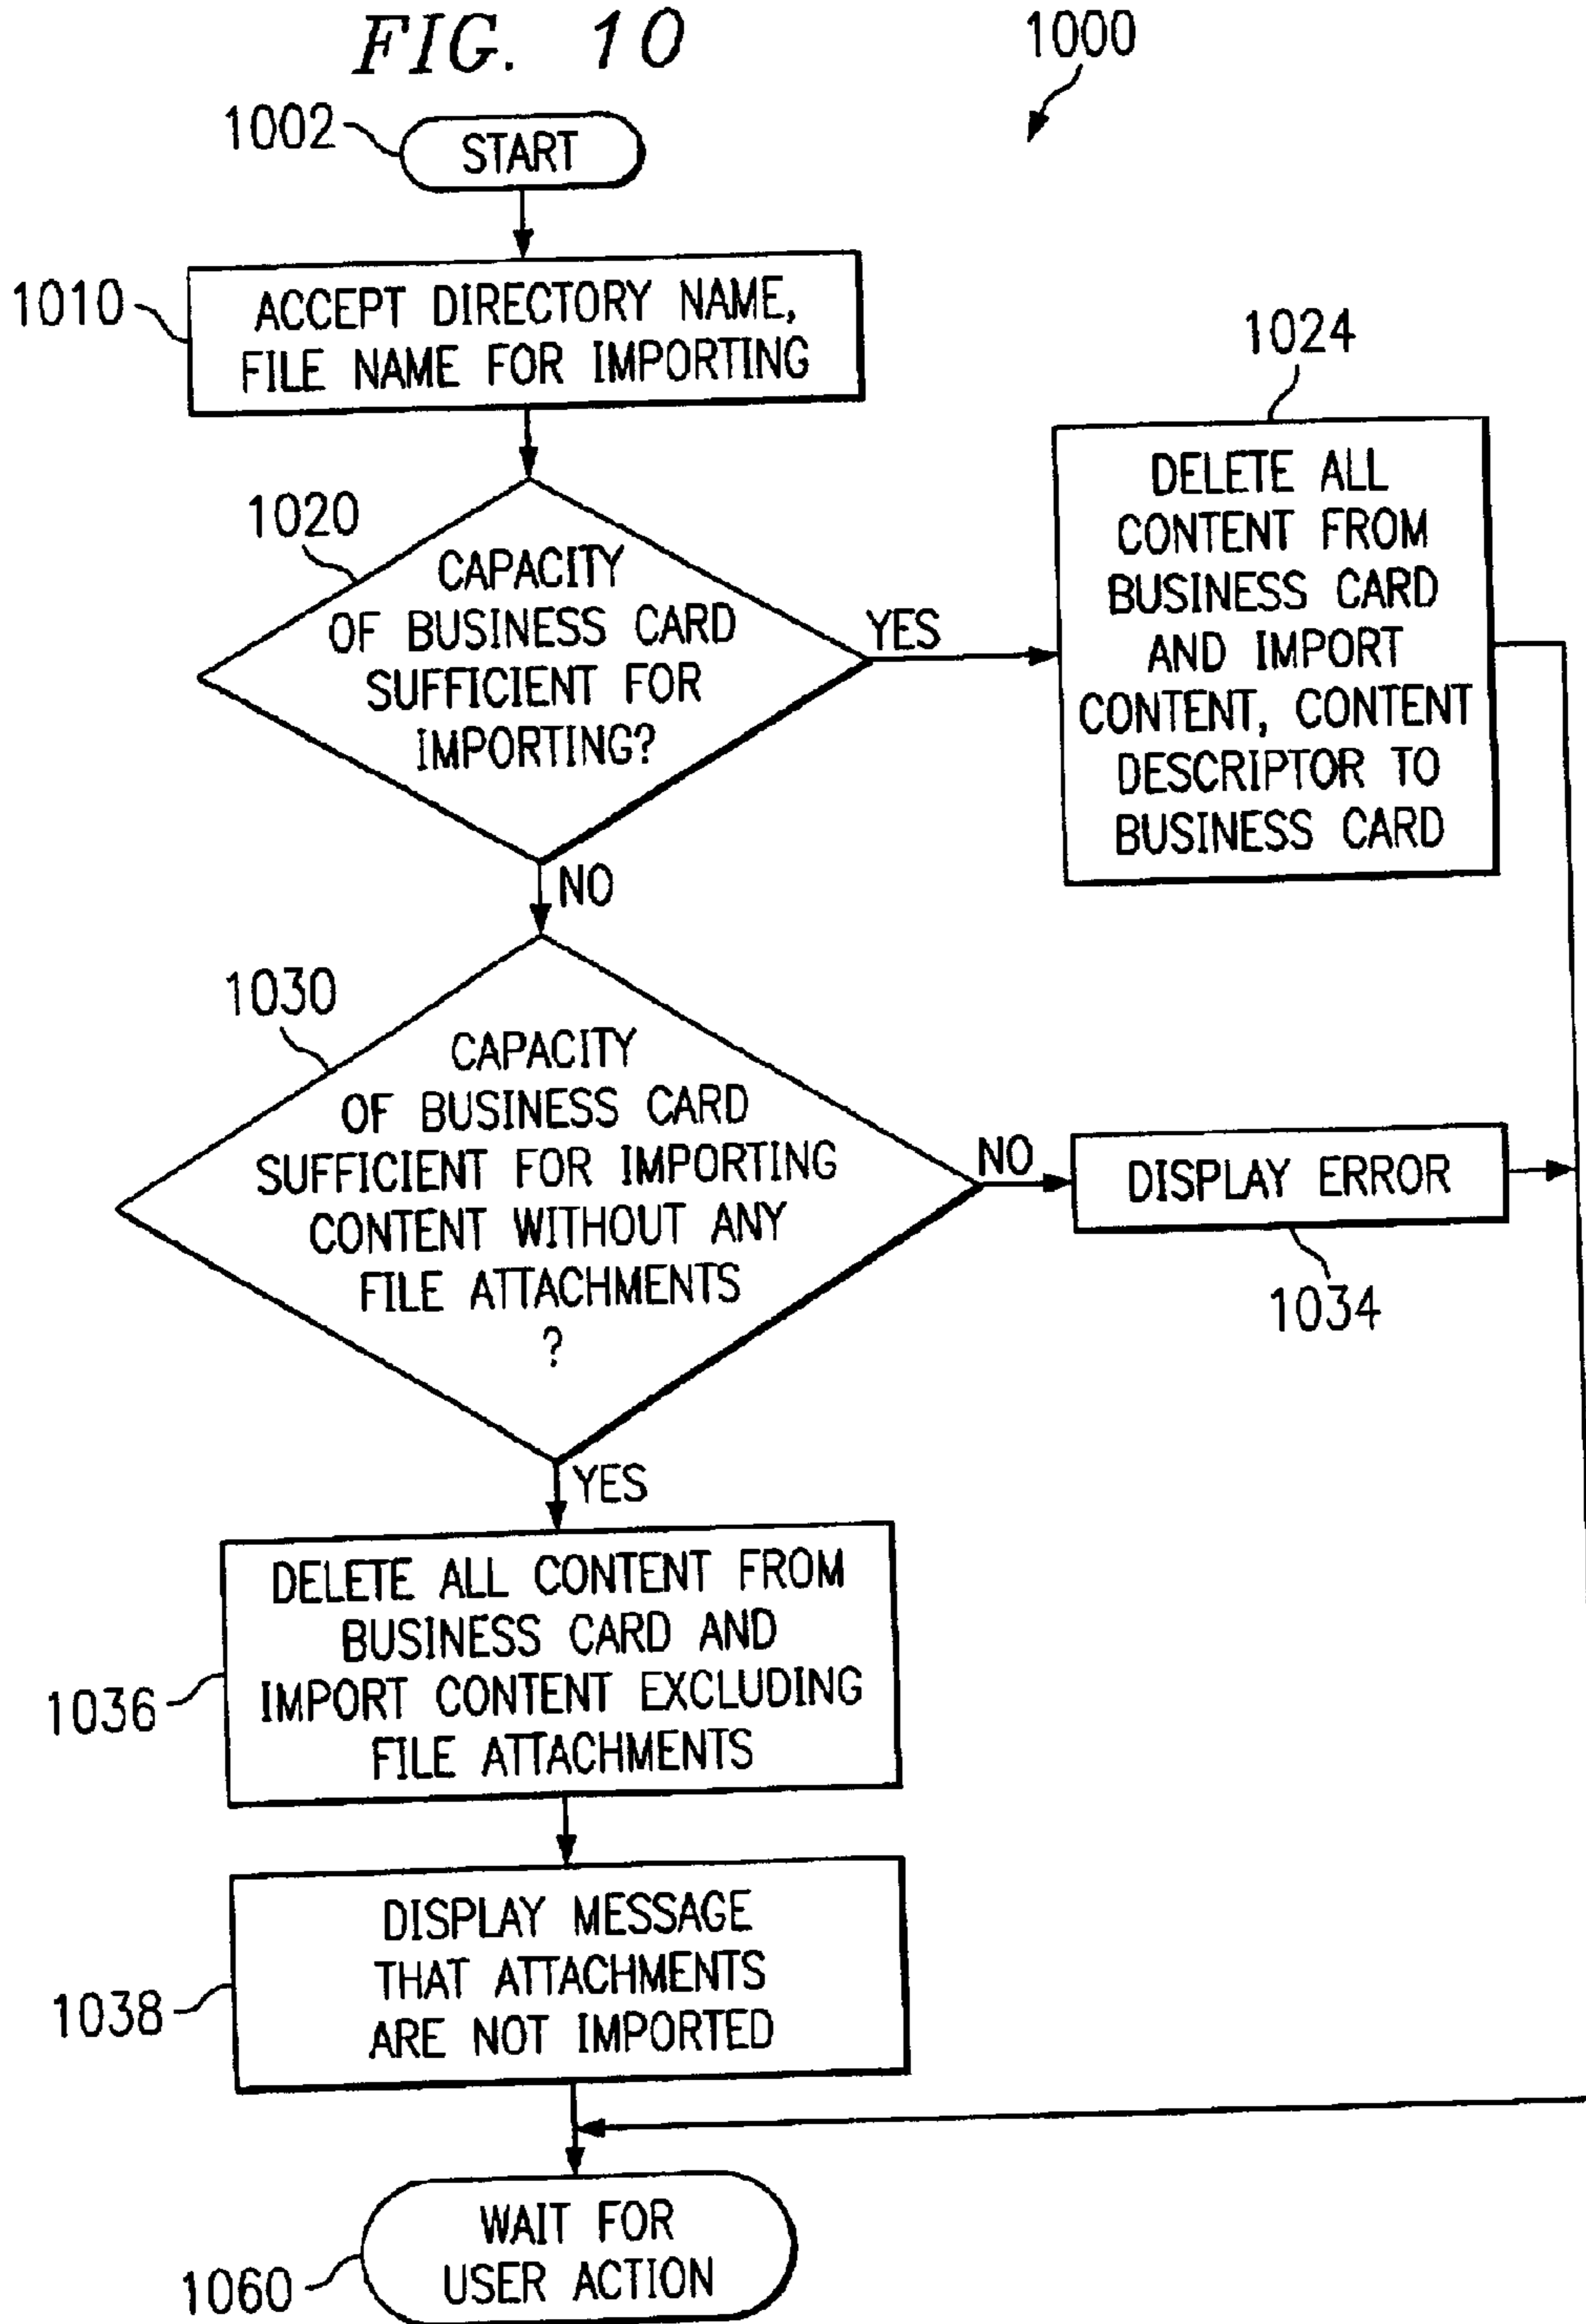 FIG. 10
1000
1002
START
1010
ACCEPT DIRECTORY NAME,
FILE NAME FOR IMPORTING
1020
CAPACITY
OF BUSINESS CARD
SUFFICIENT FOR
IMPORTING?
YES
1024
DELETE ALL
CONTENT FROM
BUSINESS CARD
AND IMPORT
CONTENT, CONTENT
DESCRIPTOR TO
BUSINESS CARD
NO
1030
CAPACITY
OF BUSINESS CARD
SUFFICIENT FOR IMPORTING
CONTENT WITHOUT ANY
FILE ATTACHMENTS
?
NO
DISPLAY ERROR
1034
YES
1036
DELETE ALL CONTENT FROM
BUSINESS CARD AND
IMPORT CONTENT EXCLUDING
FILE ATTACHMENTS
1038
DISPLAY MESSAGE
THAT ATTACHMENTS
ARE NOT IMPORTED
1060
WAIT FOR
USER ACTION